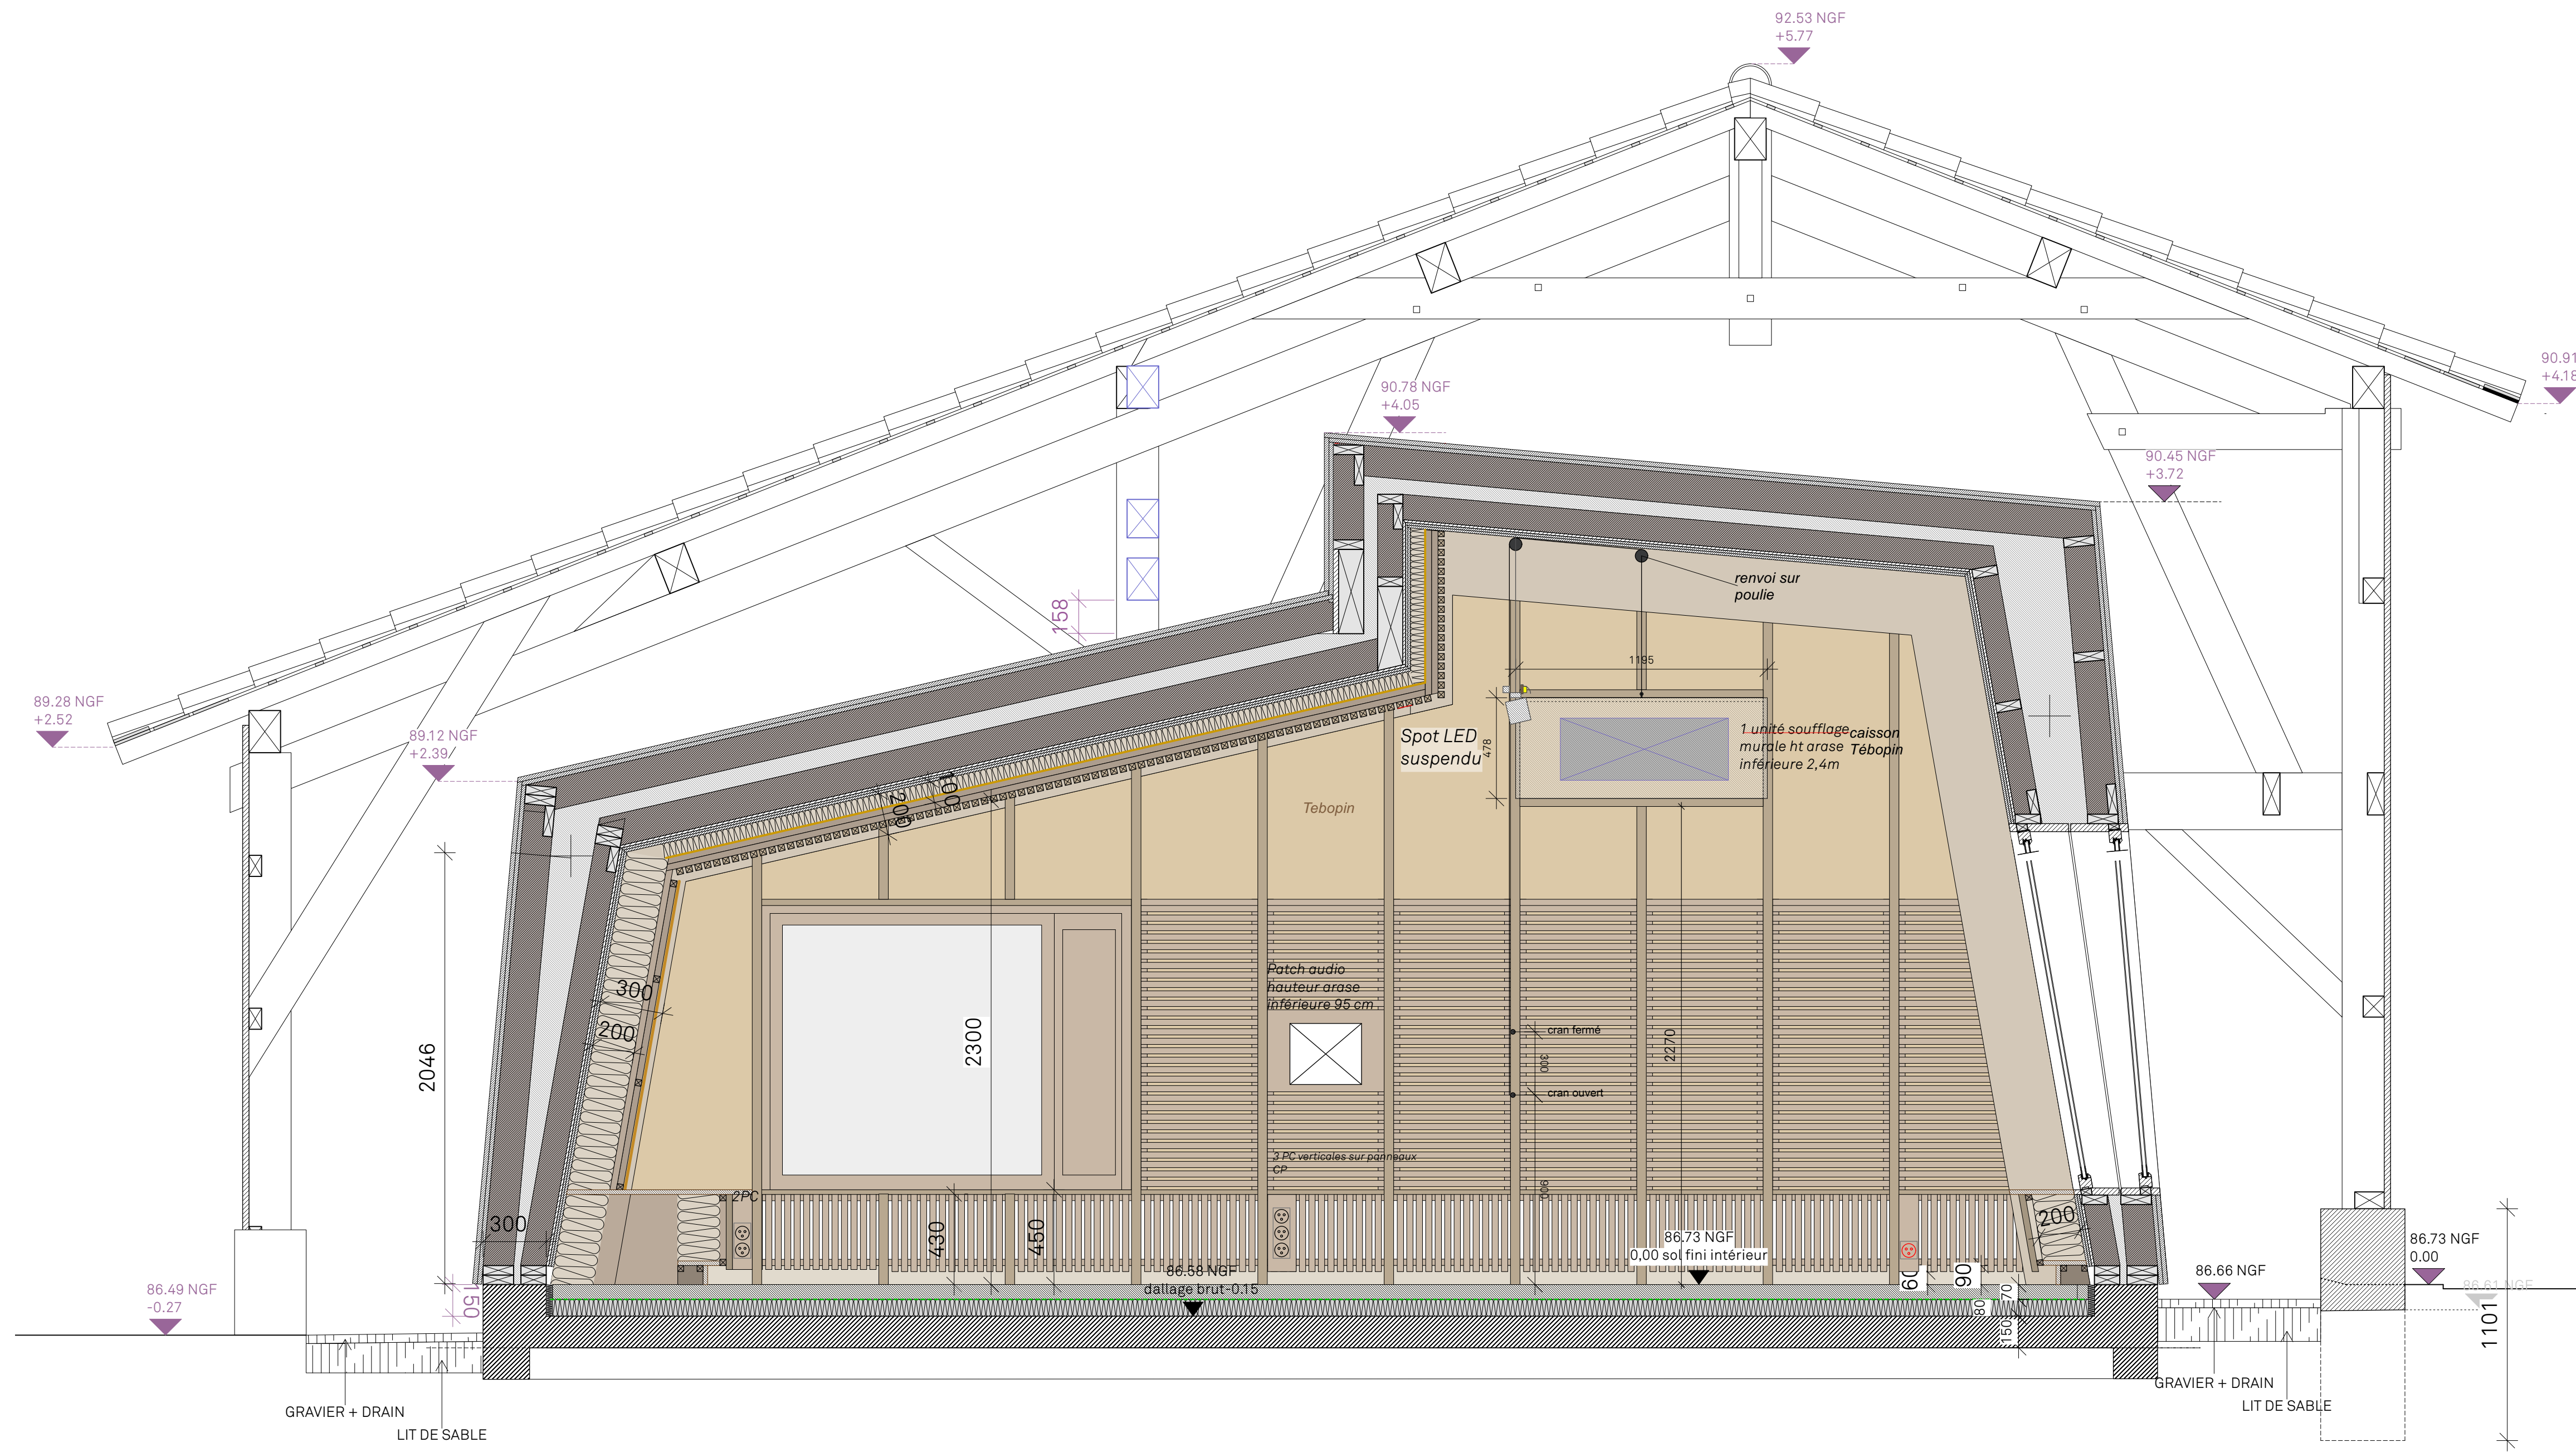 92.53 NGF
+5.77
90.91
+4.18
90.78 NGF
+4.05
90.45 NGF
+3.72
renvoi sur
poulie
158
1195
89.28 NGF
+2.52
89.12 NGF
+2.39
Spot LED
suspendu
478
1 unité soufflage
murale ht arase
inférieure 2,4m
caisson
Tébopin
Tebopin
200
Patch audio
hauteur arase
inférieure 95 cm
300
200
2046
2300
cran fermé
300
2270
cran ouvert
3 PC verticales sur panneaux
CP
2PC
900
300
430
450
200
86.73 NGF
0,00 sol fini intérieur
86.73 NGF
0.00
86.58 NGF
dallage brut-0.15
86.66 NGF
86.61 NGF
86.49 NGF
-0.27
150
60
90
70
80
150
1101
GRAVIER + DRAIN
LIT DE SABLE
GRAVIER + DRAIN
LIT DE SABLE